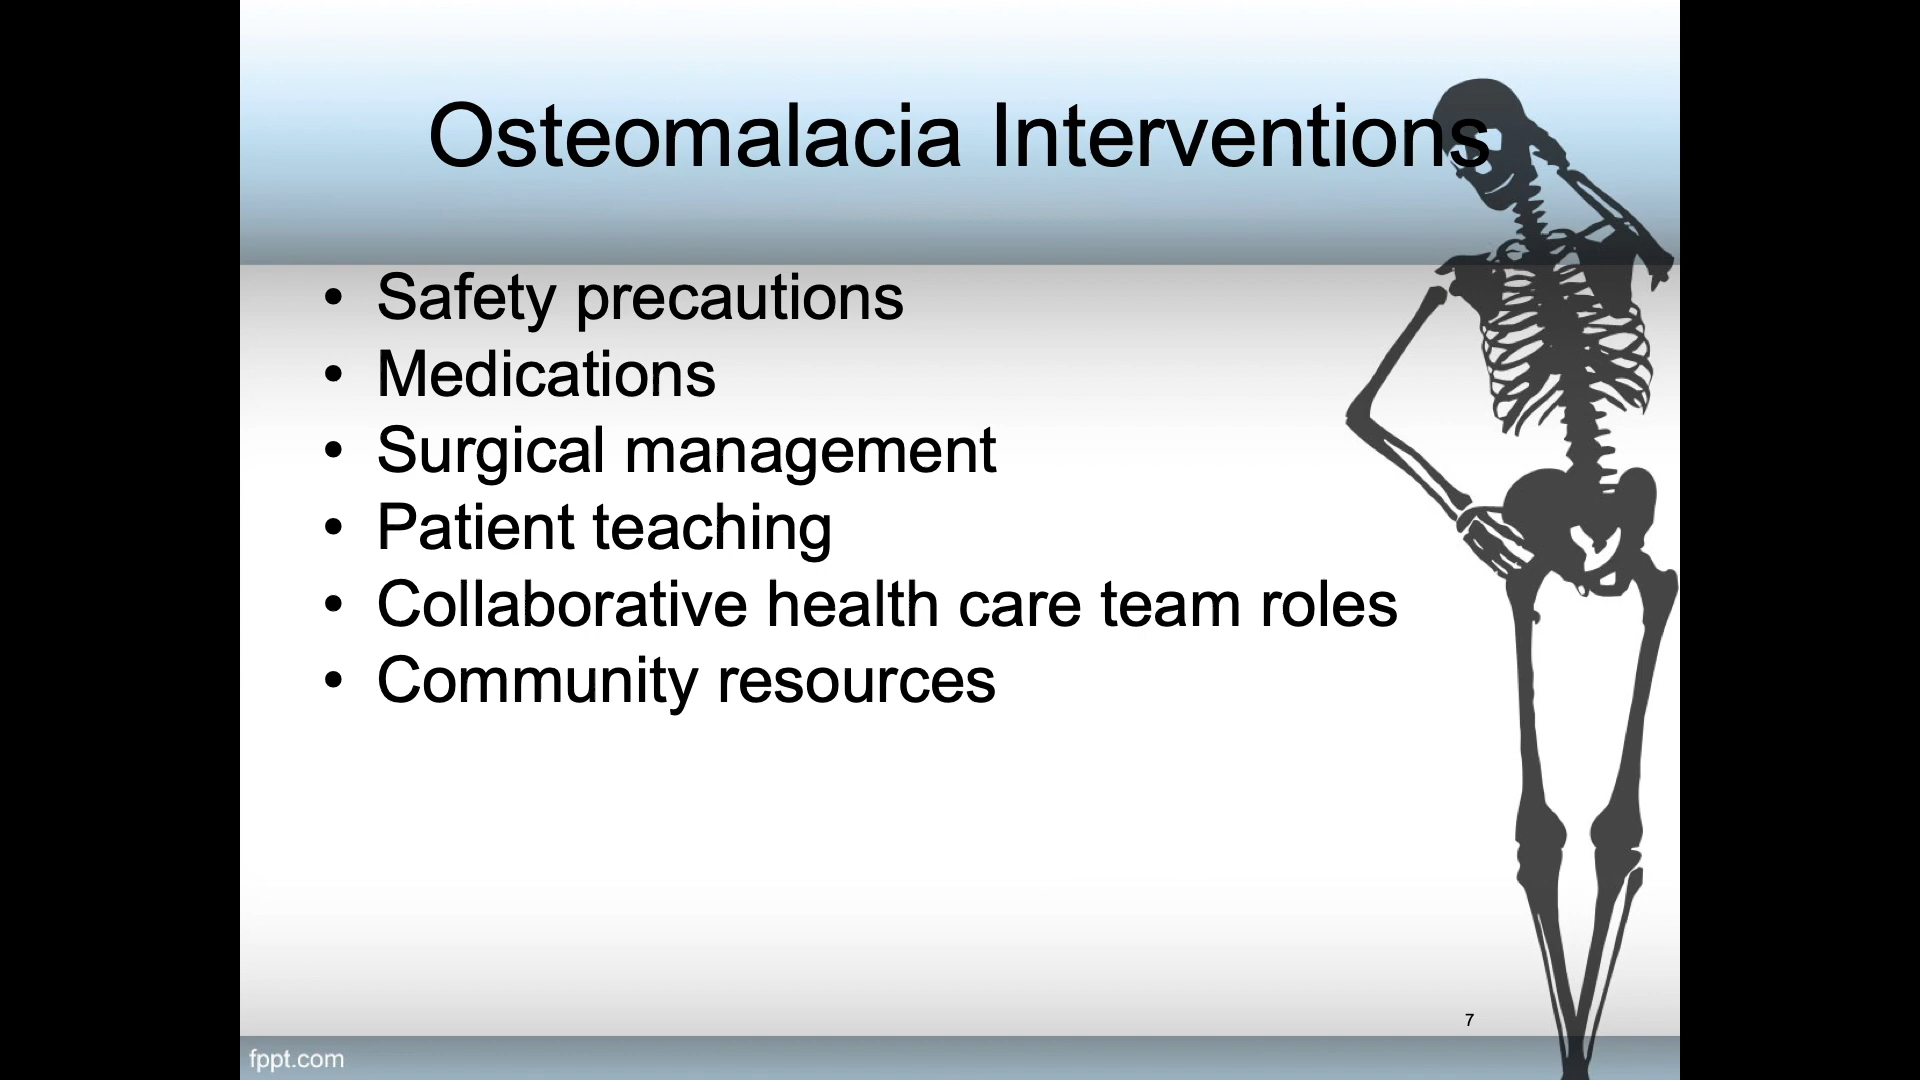 Osteomalacia Interventions
• Safety precautions
• Medications
• Surgical management
• Patient teaching
• Collaborative health care team roles
• Community resources
7
fppt.com